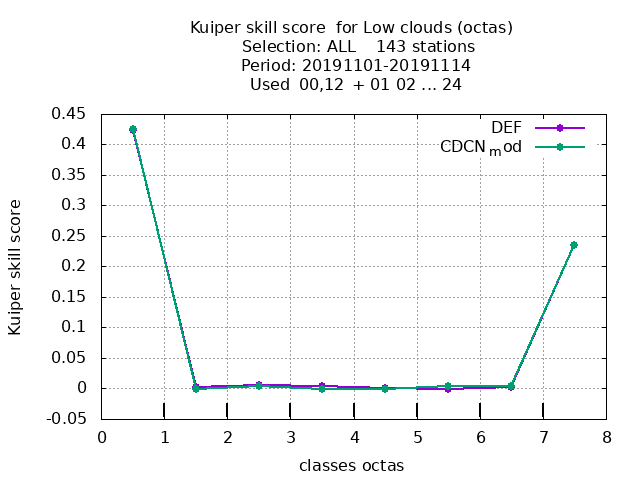 Kuiper skill score  for Low clouds (octas)
Selection: ALL    143 stations
Period: 20191101-20191114
Used  00,12  + 01 02 ... 24
DEF
CDCN_mod
0.45
0.4
0.35
0.3
0.25
0.2
0.15
0.1
0.05
0
-0.05
Kuiper skill score
0 1 2 3 4 5 6 7 8
classes octas